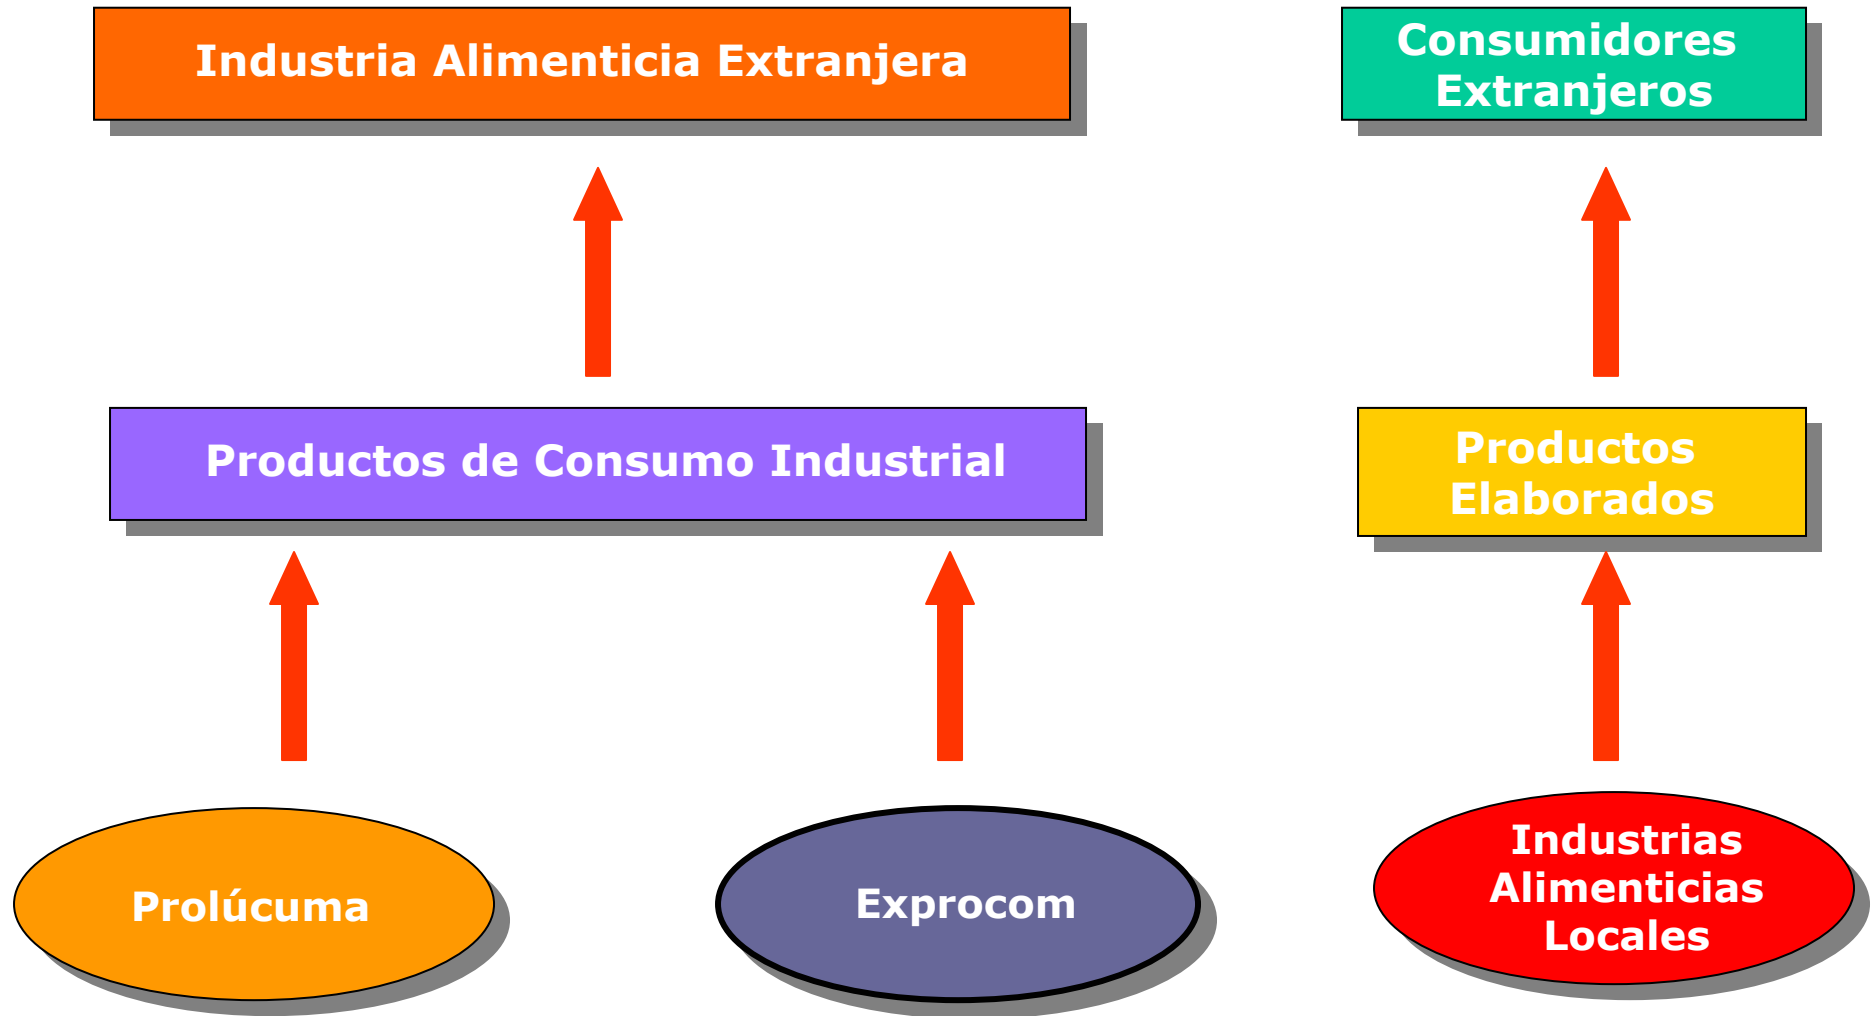 Industria Alimenticia Extranjera
Consumidores
Extranjeros
Productos de Consumo Industrial
Productos
Elaborados
Prolúcuma
Exprocom
Industrias
Alimenticias
Locales